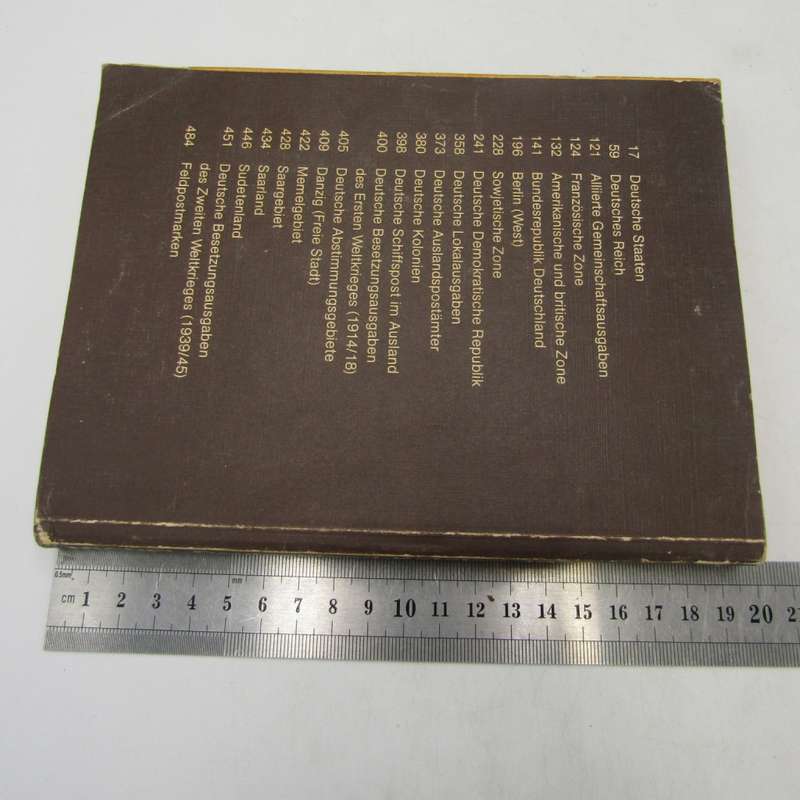 17 Deutsche Staaten
59 Deutsches Reich
121 Alliierte Gemeinschaftsausgaben
124 Französische Zone
132 Amerikanische und britische Zone
141 Bundesrepublik Deutschland
196 Berlin (West)
228 Sowjetische Zone
241 Deutsche Demokratische Republik
358 Deutsche Lokalausgaben
373 Deutsche Auslandspostämter
380 Deutsche Kolonien
398 Deutsche Schiffspost im Ausland
400 Deutsche Besetzungsausgaben
des Ersten Weltkrieges (1914/18)
405 Deutsche Abstimmungsgebiete
409 Danzig (Freie Stadt)
422 Memelgebiet
428 Saargebiet
434 Saarland
446 Sudetenland
451 Deutsche Besetzungsausgaben
des Zweiten Weltkrieges (1939/45)
484 Feldpostmarken
0.5mm mm
cm 1 2 3 4 5 6 7 8 9 10 11 12 13 14 15 16 17 18 19 20 21